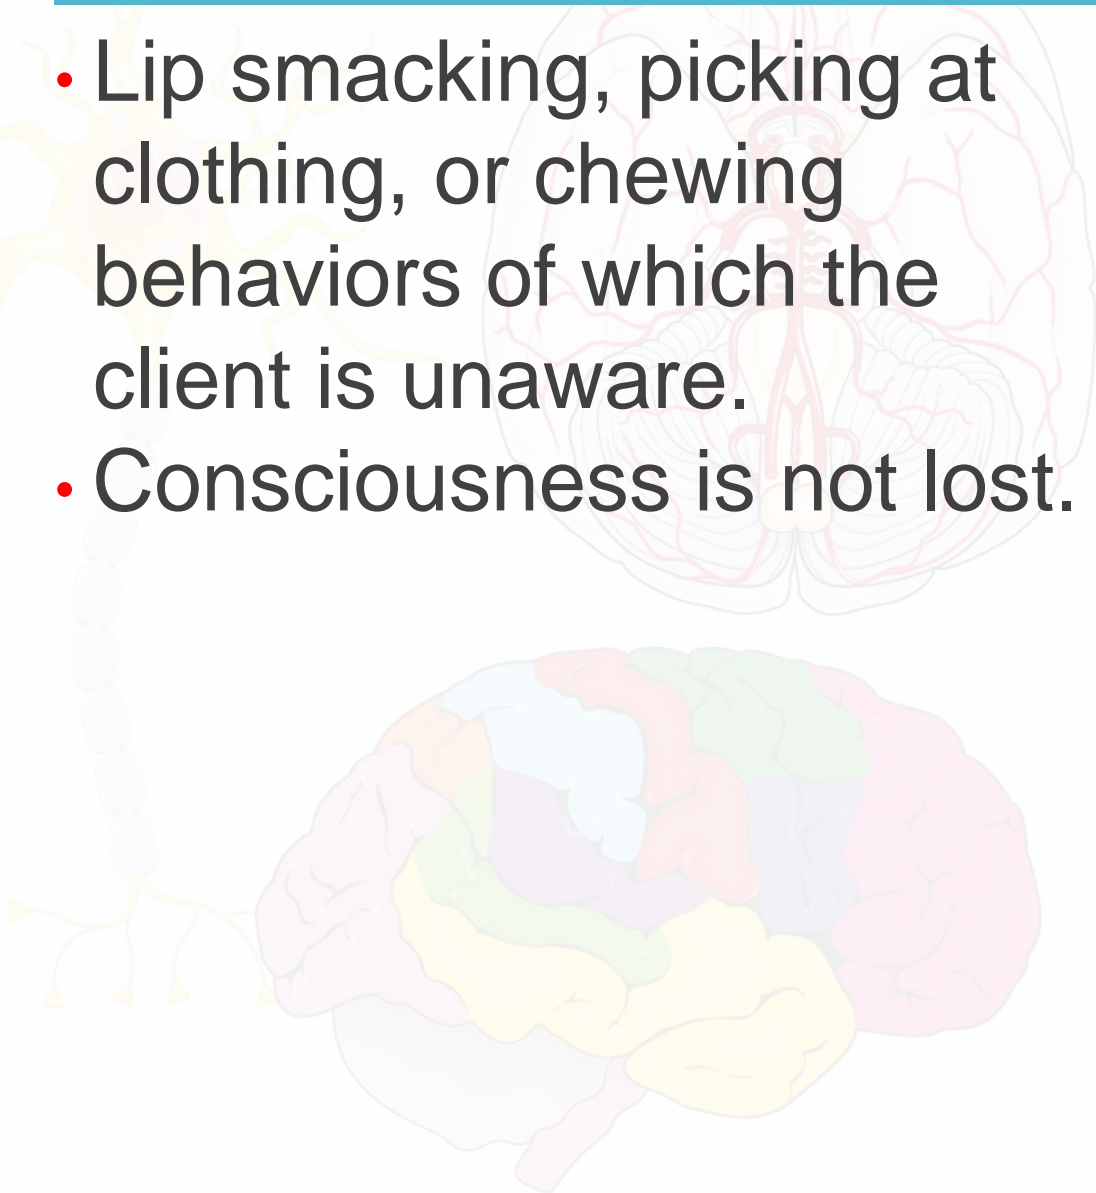 • Lip smacking, picking at
clothing, or chewing
behaviors of which the
client is unaware.
• Consciousness is not lost.